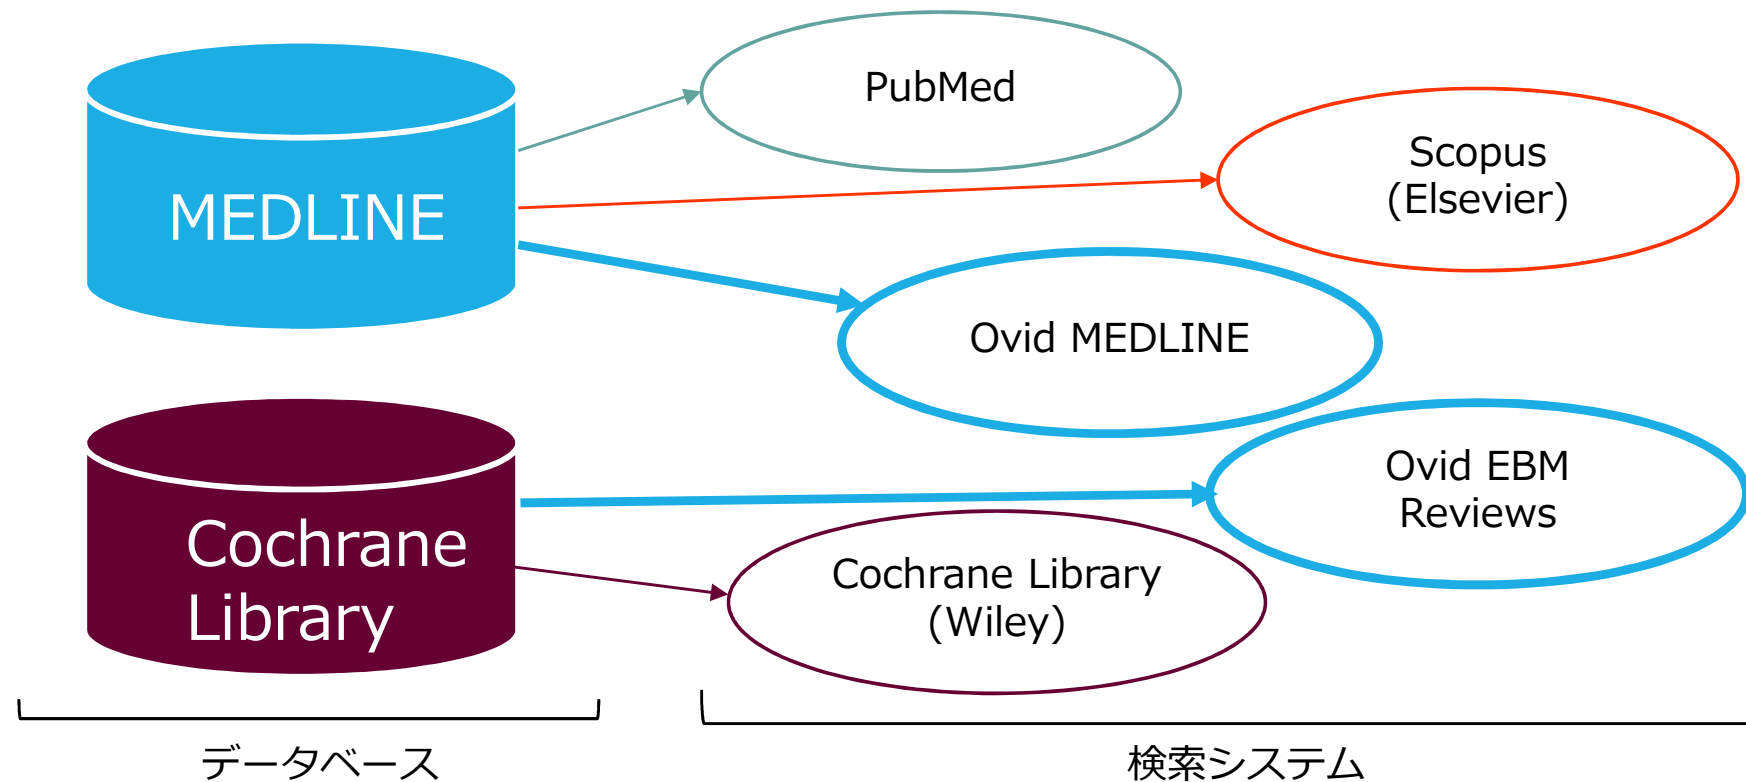 MEDLINE
PubMed
Scopus
(Elsevier)
Ovid MEDLINE
Cochrane
Library
Ovid EBM
Reviews
Cochrane Library
(Wiley)
データベース
検索システム